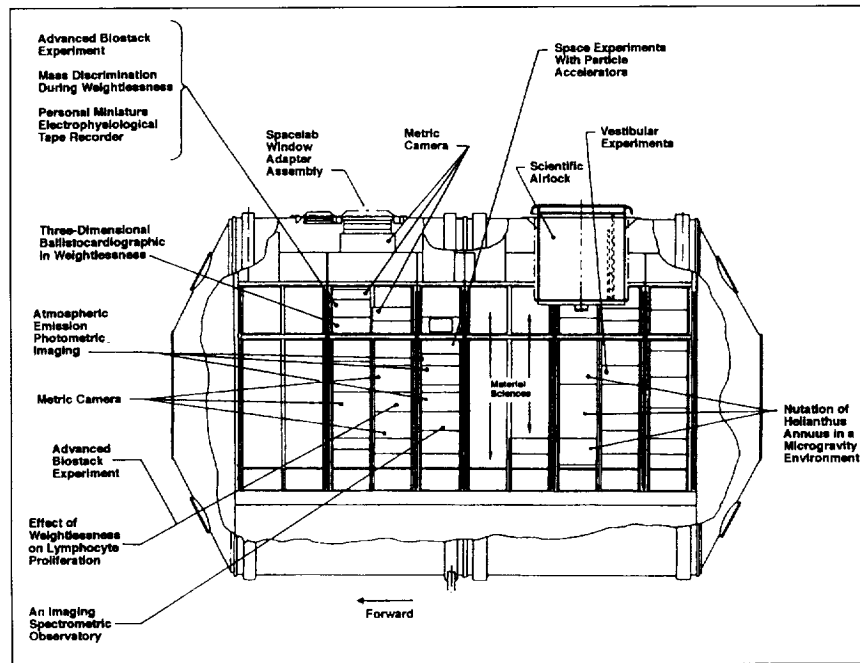 Advanced Biostack
Experiment
Mass Discrimination
During Weightlessness
Personal Miniature
Electrophysiological
Tape Recorder
Spacelab
Window
Adapter
Assembly
Metric
Camera
Space Experiments
With Particle
Accelerators
Vestibular
Experiments
Scientific
Airlock
Three-Dimensional
Ballistocardiographic
in Weightlessness
Atmospheric
Emission
Photometric
Imaging
Metric Camera
Advanced
Biostack
Experiment
Effect of
Weightlessness
on Lymphocyte
Proliferation
An Imaging
Spectrometric
Observatory
Material
Sciences
Nutation of
Helianthus
Annuus in a
Microgravity
Environment
Forward